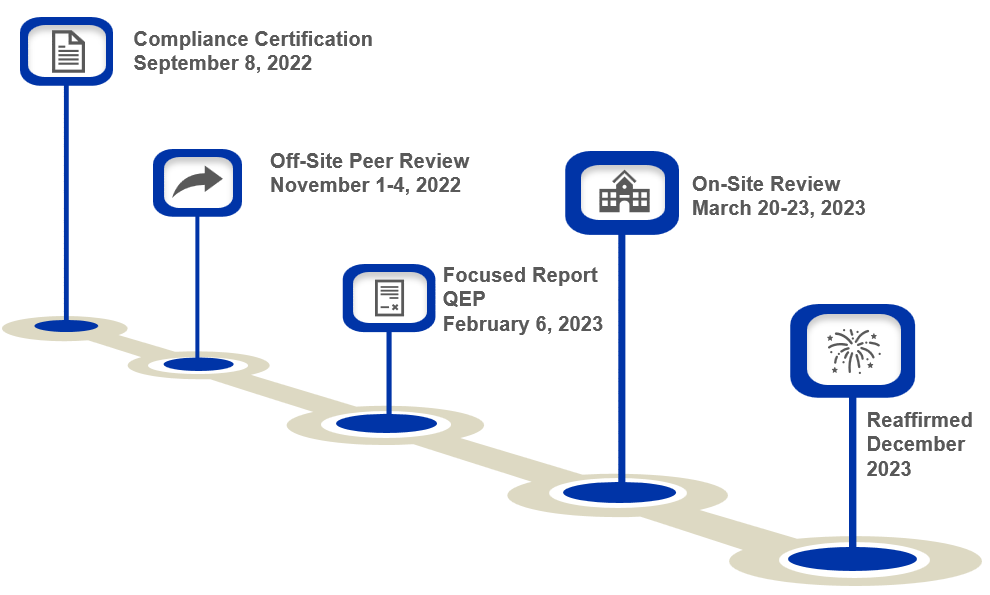 Compliance Certification
September 8, 2022
Off-Site Peer Review
November 1-4, 2022
Focused Report
QEP
February 6, 2023
On-Site Review
March 20-23, 2023
Reaffirmed
December
2023